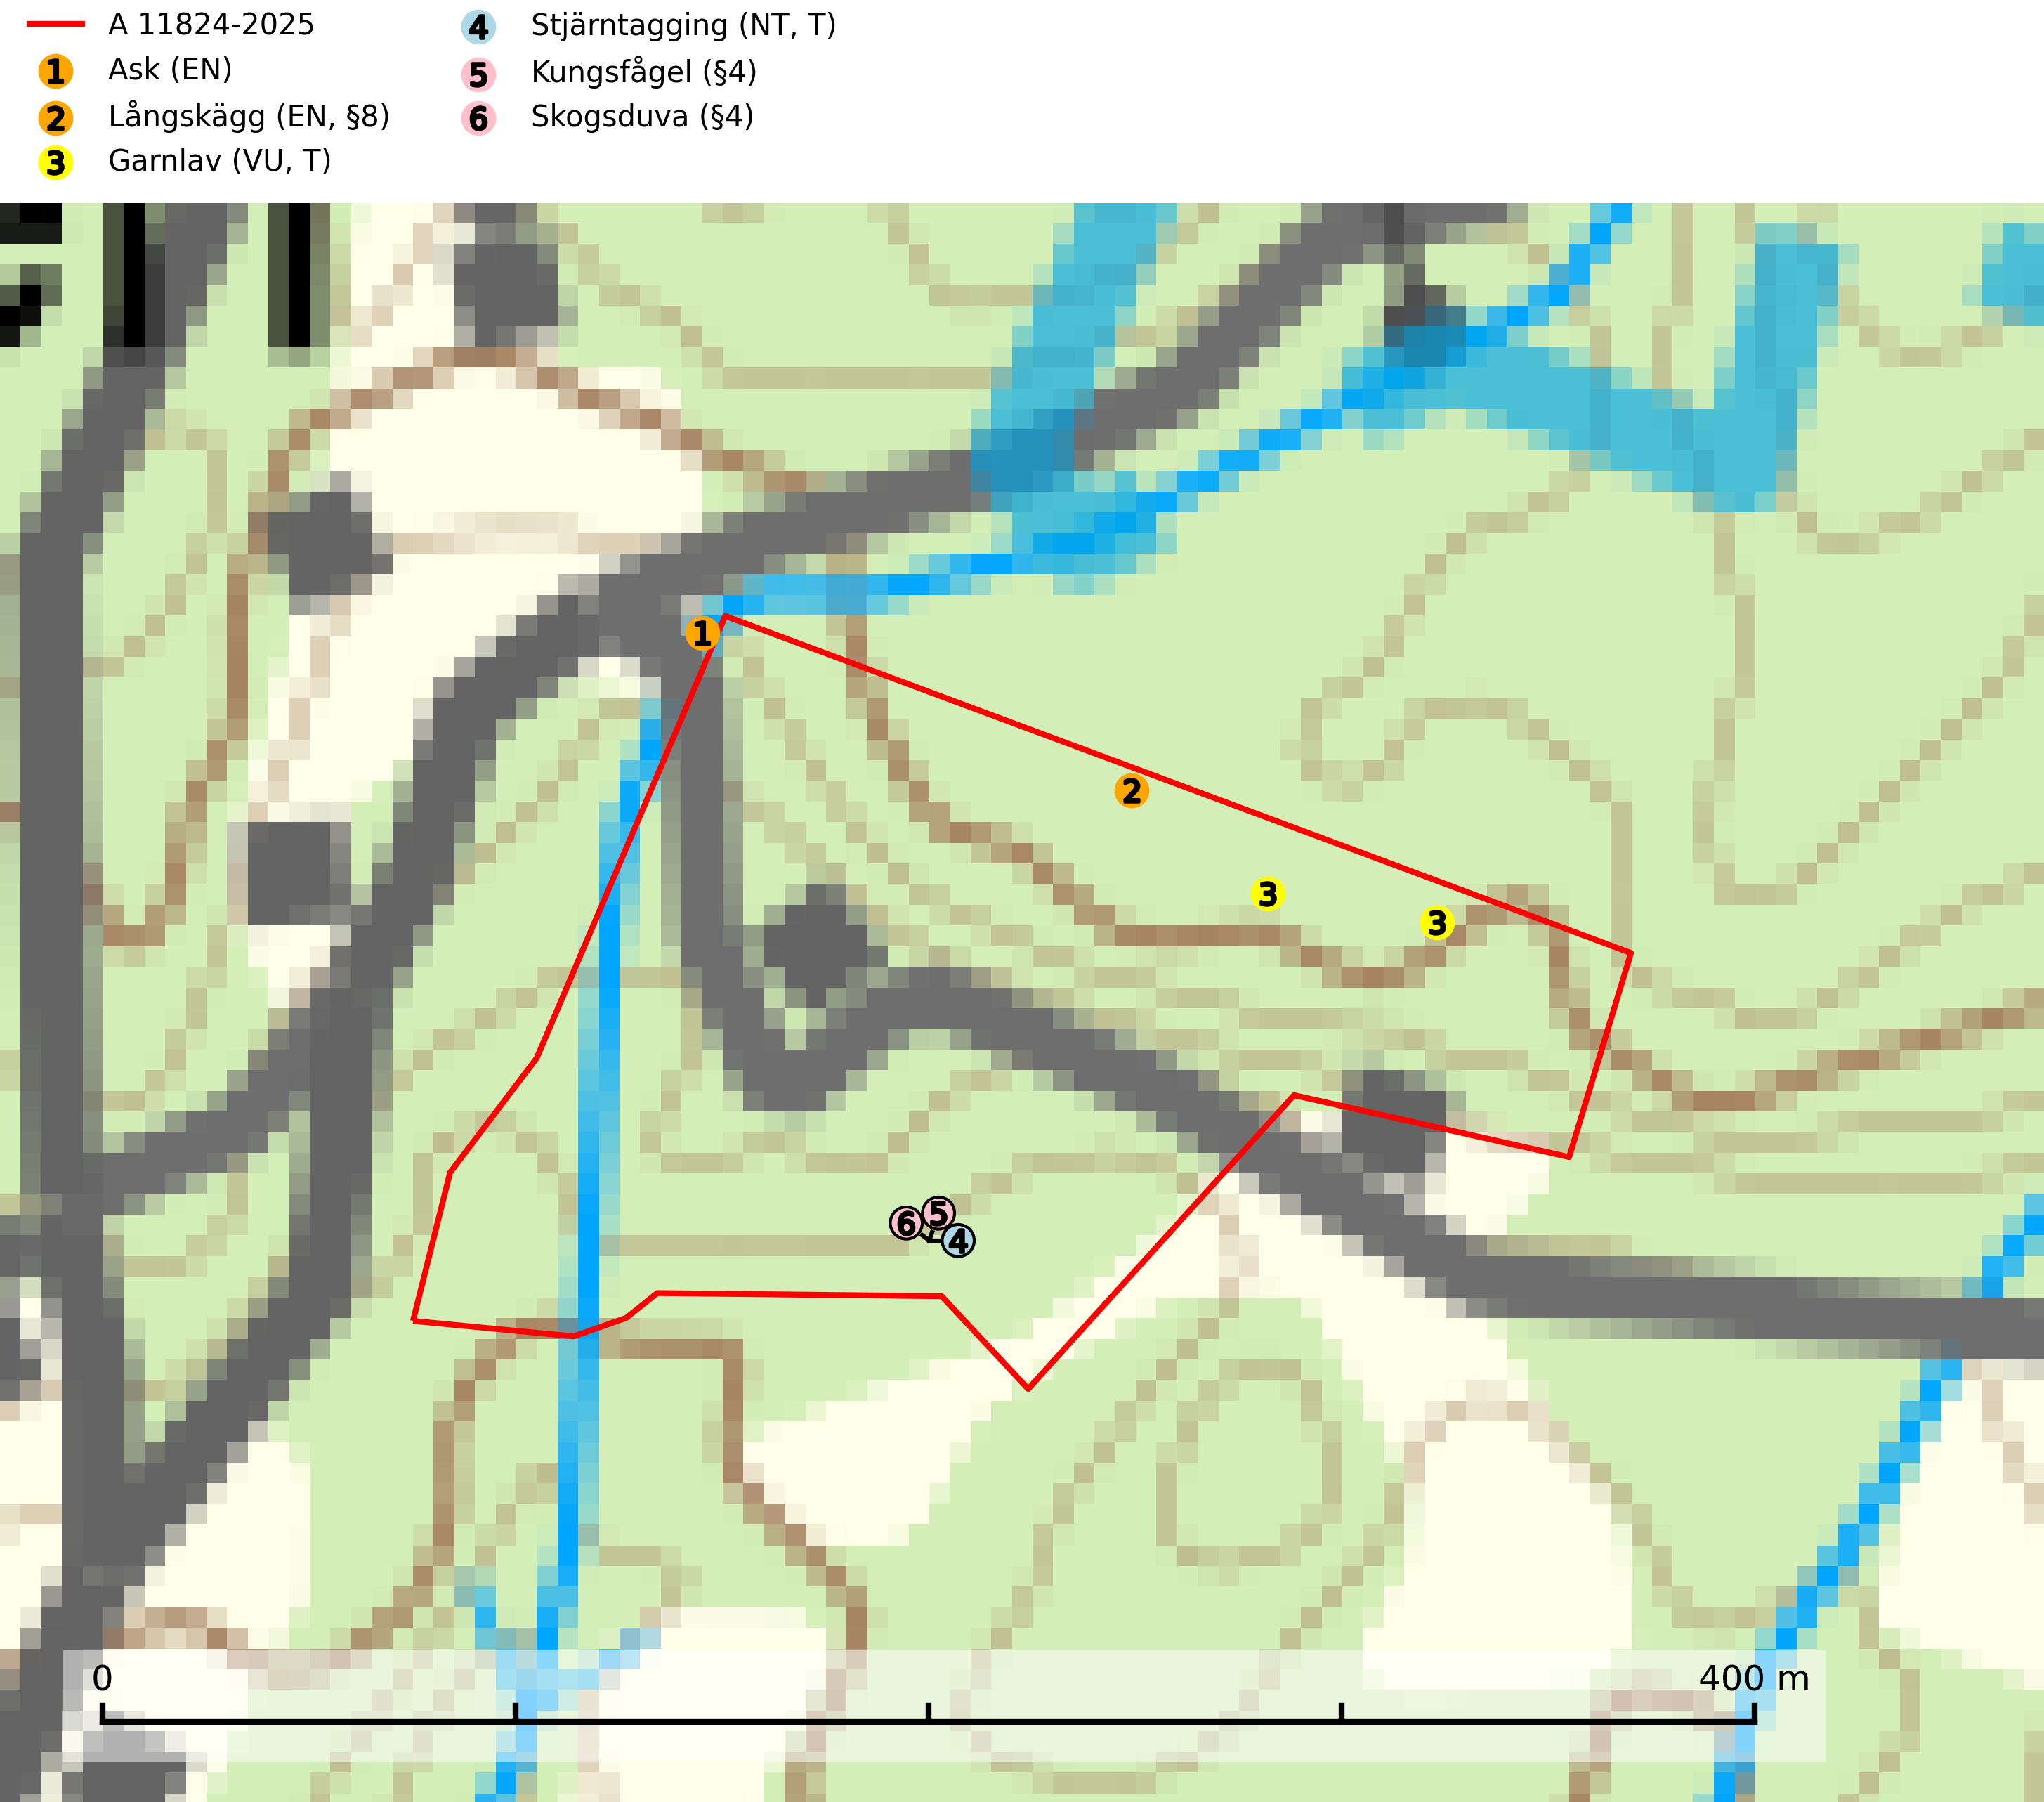 A 11824-2025
1 Ask (EN)
2 Långskägg (EN, §8)
3 Garnlav (VU, T)
4 Stjärntagging (NT, T)
5 Kungsfågel (§4)
6 Skogsduva (§4)
1
2
3
3
5
6
4
0
400 m